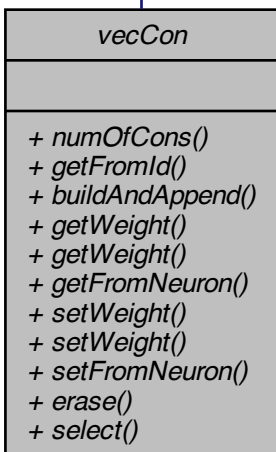 vecCon
+ numOfCons()
+ getFromId()
+ buildAndAppend()
+ getWeight()
+ getWeight()
+ getFromNeuron()
+ setWeight()
+ setWeight()
+ setFromNeuron()
+ erase()
+ select()